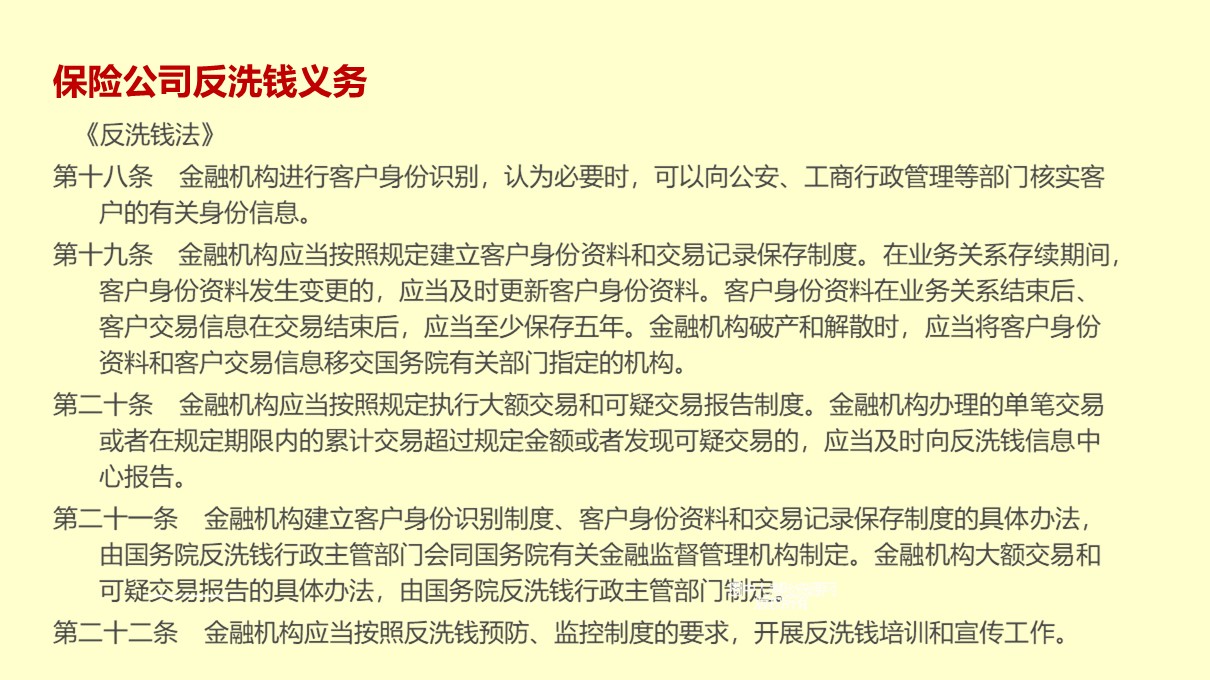 保险公司反洗钱义务
《反洗钱法》
第十八条　金融机构进行客户身份识别，认为必要时，可以向公安、工商行政管理等部门核实客
户的有关身份信息。
第十九条　金融机构应当按照规定建立客户身份资料和交易记录保存制度。在业务关系存续期间，
客户身份资料发生变更的，应当及时更新客户身份资料。客户身份资料在业务关系结束后、
客户交易信息在交易结束后，应当至少保存五年。金融机构破产和解散时，应当将客户身份
资料和客户交易信息移交国务院有关部门指定的机构。
第二十条　金融机构应当按照规定执行大额交易和可疑交易报告制度。金融机构办理的单笔交易
或者在规定期限内的累计交易超过规定金额或者发现可疑交易的，应当及时向反洗钱信息中
心报告。
第二十一条　金融机构建立客户身份识别制度、客户身份资料和交易记录保存制度的具体办法，
由国务院反洗钱行政主管部门会同国务院有关金融监督管理机构制定。金融机构大额交易和
可疑交易报告的具体办法，由国务院反洗钱行政主管部门制定。
第二十二条　金融机构应当按照反洗钱预防、监控制度的要求，开展反洗钱培训和宣传工作。